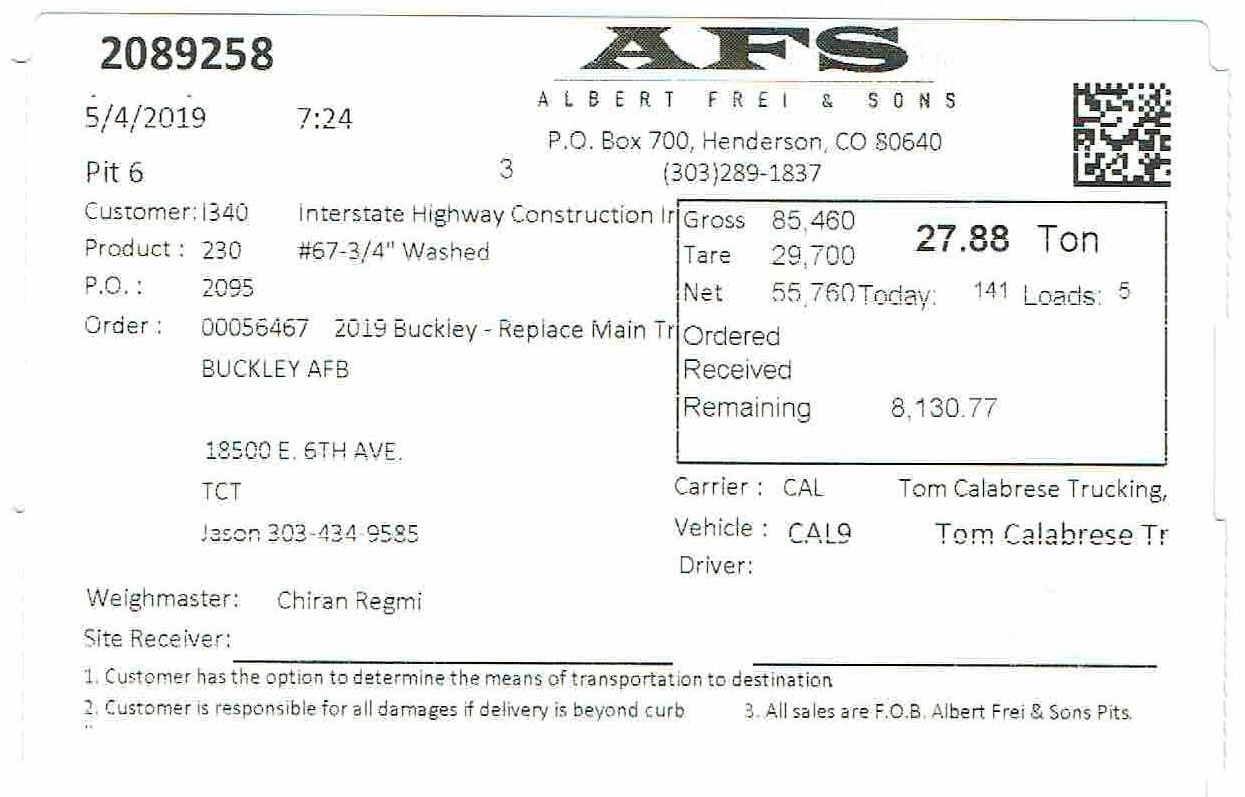 2089258
AFS
ALBERT FREI & SONS
5/4/2019 7:24
P.O. Box 700, Henderson, CO 80640
Pit 6 3 (303)289-1837
Customer: I340 Interstate Highway Construction Ir
Gross 85,460 27.88 Ton
Product : 230 #67-3/4" Washed
Tare 29,700
P.O. : 2095
Net 55,760 Today: 141 Loads: 5
Order : 00056467 2019 Buckley - Replace Main Tr
Ordered
BUCKLEY AFB
Received
Remaining 8,130.77
18500 E. 6TH AVE.
TCT
Carrier : CAL Tom Calabrese Trucking,
Jason 303-434-9585
Vehicle : CAL9 Tom Calabrese Tr
Driver:
Weighmaster: Chiran Regmi
Site Receiver:
1. Customer has the option to determine the means of transportation to destination
2. Customer is responsible for all damages if delivery is beyond curb 3. All sales are F.O.B. Albert Frei & Sons Pits.